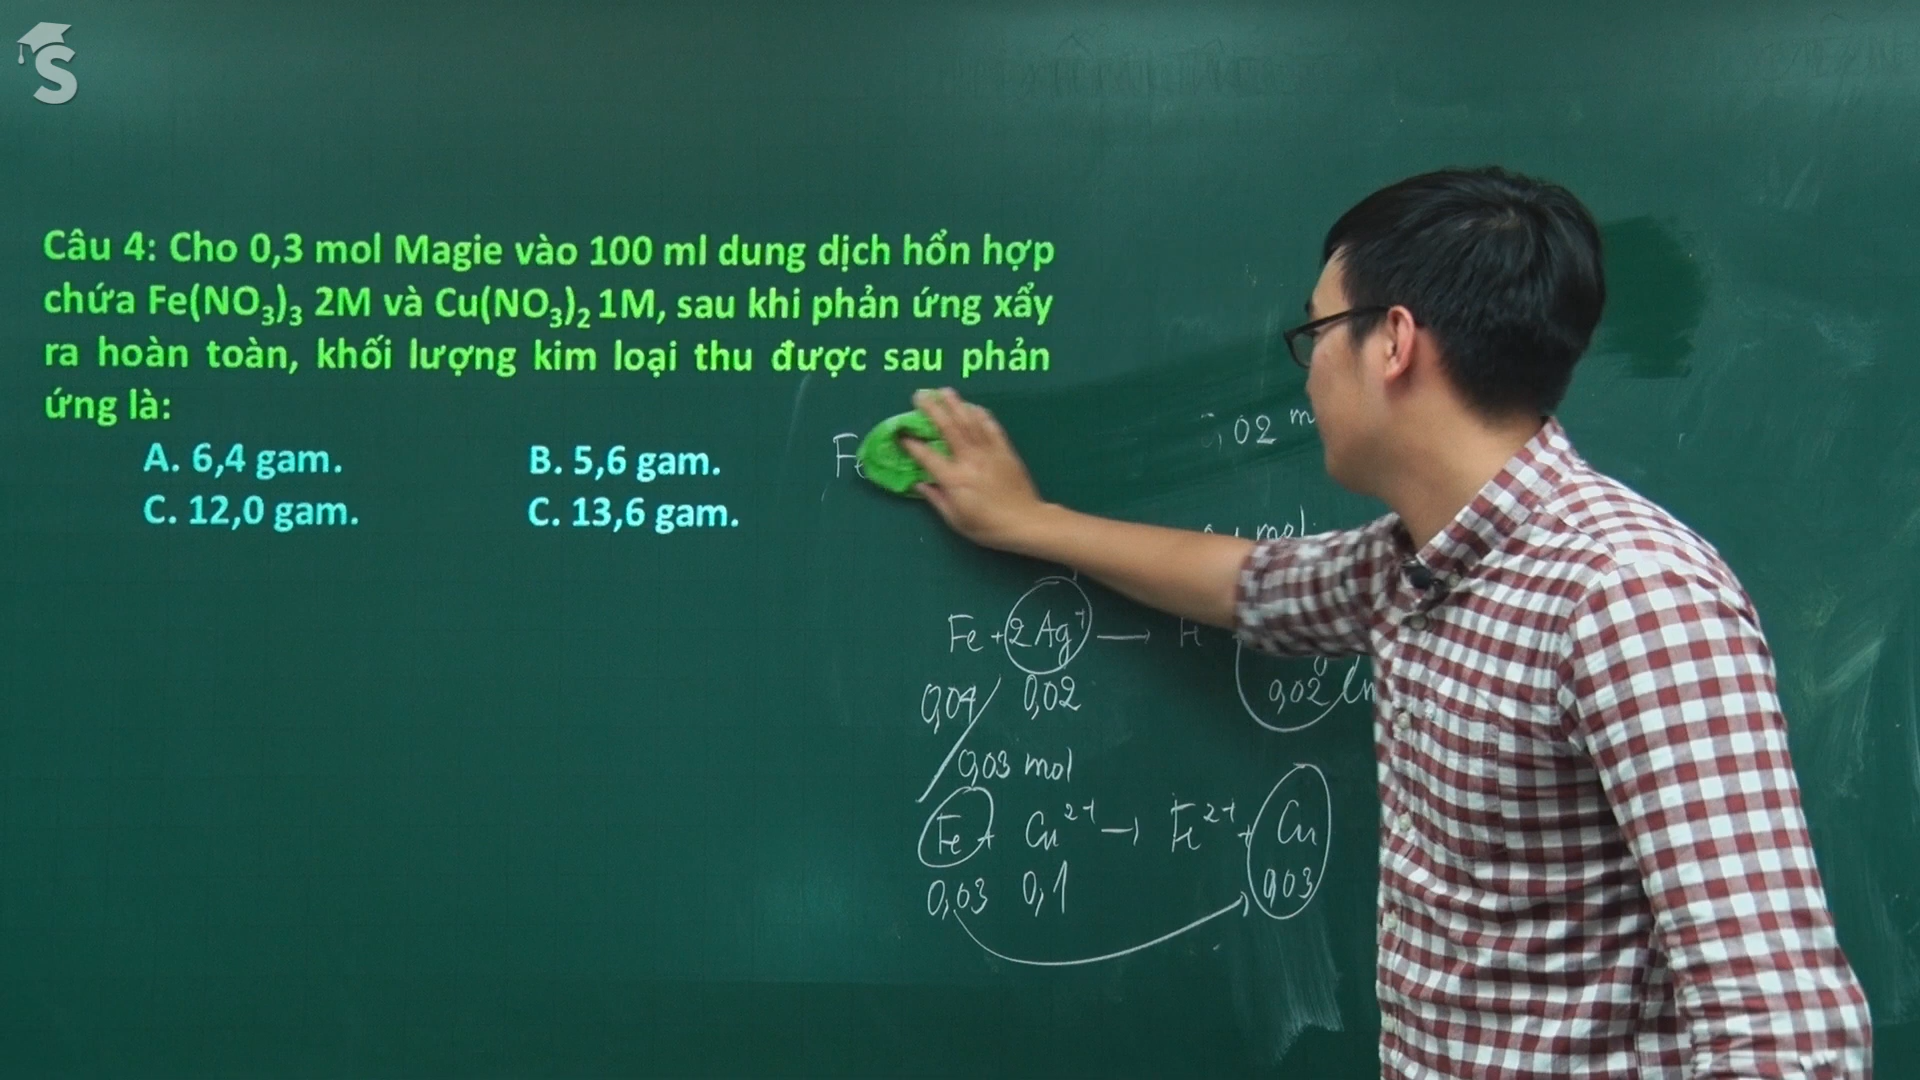 S
Câu 4: Cho 0,3 mol Magie vào 100 ml dung dịch hổn hợp
chứa Fe(NO₃)₃ 2M và Cu(NO₃)₂ 1M, sau khi phản ứng xẩy
ra hoàn toàn, khối lượng kim loại thu được sau phản
ứng là:
A. 6,4 gam. B. 5,6 gam.
C. 12,0 gam. C. 13,6 gam.
Fe
,02 m
mol
Fe + 2Ag⁺ →
0,04 0,02 0,02
0,03 mol
Fe + Cu²⁺ → Fe²⁺ + Cu
0,03 0,1 0,03